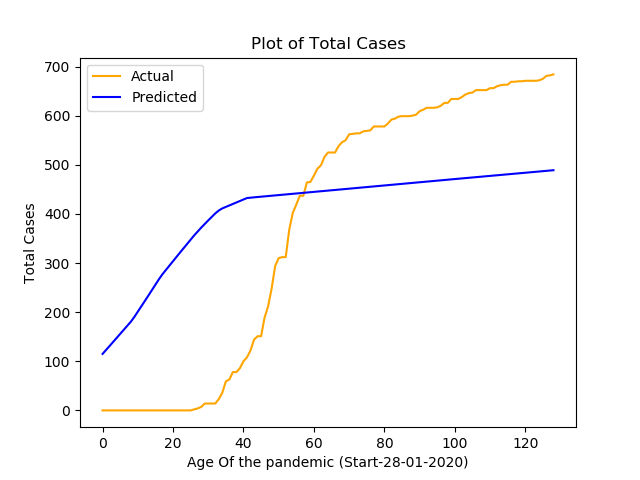 Plot of Total Cases
Actual
Predicted
700
600
500
400
300
200
100
0
Total Cases
0 20 40 60 80 100 120
Age Of the pandemic (Start-28-01-2020)